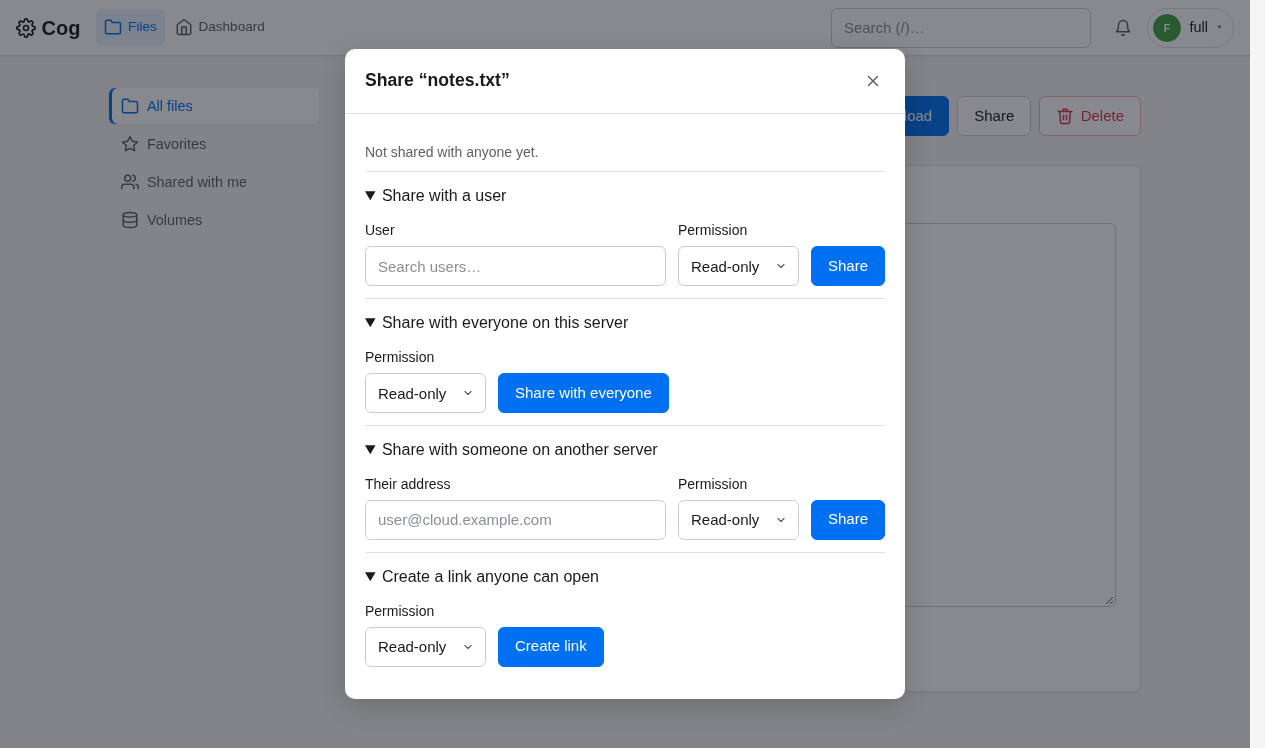 Cog
Files
Dashboard
Search (/)…
F
full
Share “notes.txt”
All files
Favorites
Shared with me
Volumes
Share
Delete
Not shared with anyone yet.
Share with a user
User
Permission
Search users…
Read-only
Share
Share with everyone on this server
Permission
Read-only
Share with everyone
Share with someone on another server
Their address
Permission
user@cloud.example.com
Read-only
Share
Create a link anyone can open
Permission
Read-only
Create link